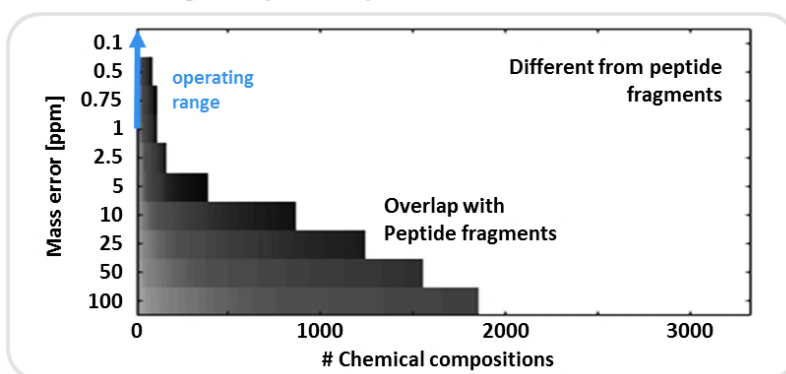 Mass error [ppm]
0.1
0.5
0.75
1
2.5
5
10
25
50
100
operating
range
Different from peptide
fragments
Overlap with
Peptide fragments
0 1000 2000 3000
# Chemical compositions